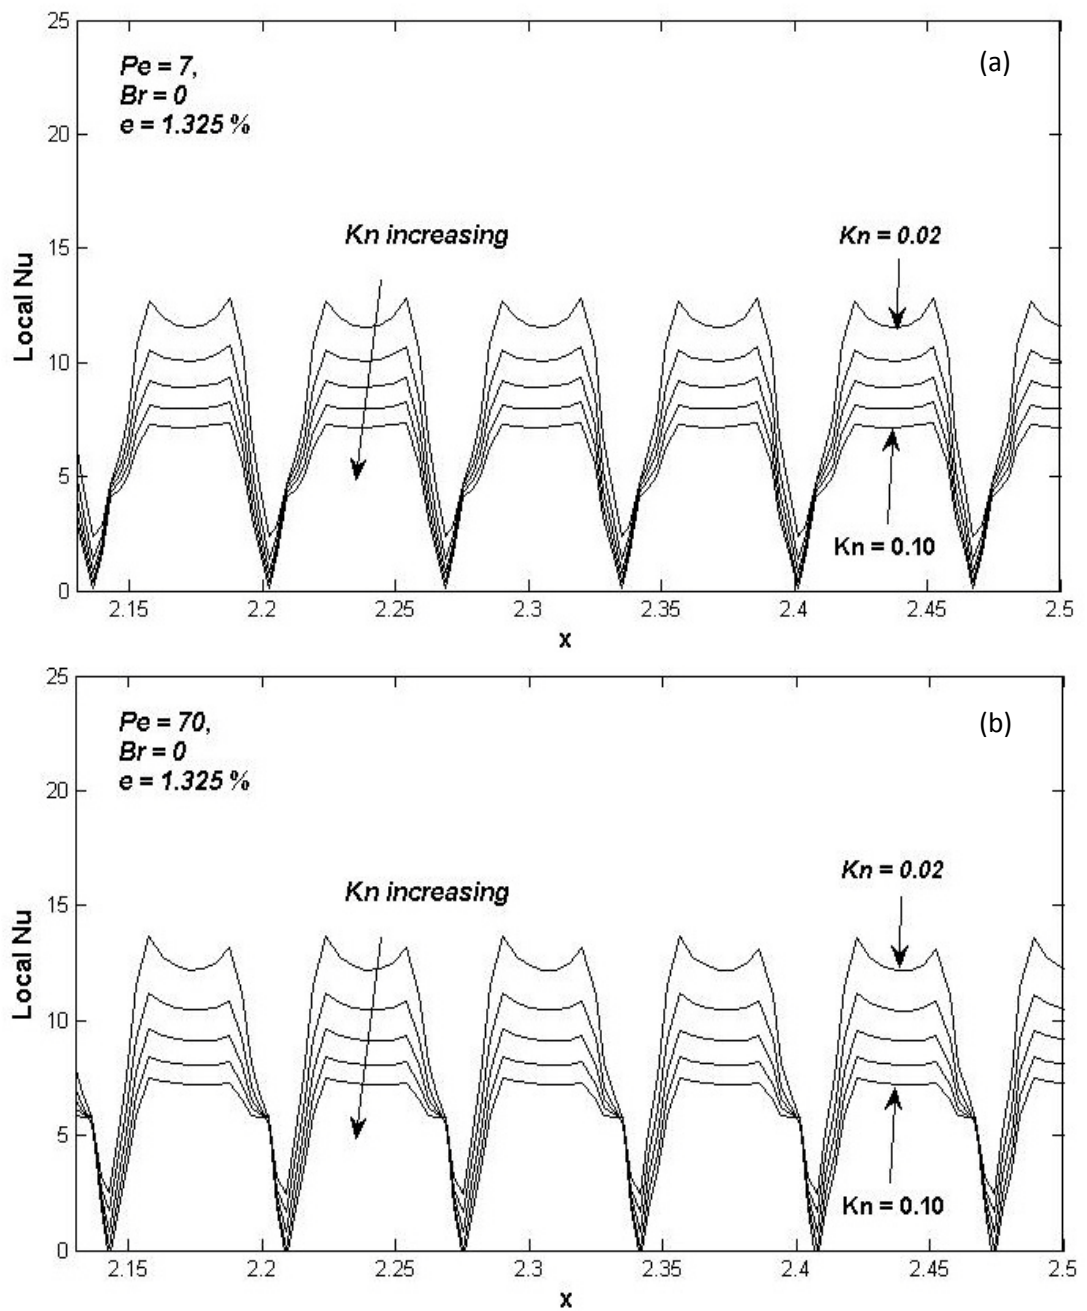 25
Pe = 7,
(a)
Br = 0
e = 1.325 %
20
Kn increasing
Kn = 0.02
15
Local Nu
10
5
Kn = 0.10
0
2.15 2.2 2.25 2.3 2.35 2.4 2.45 2.5
x
25
Pe = 70,
(b)
Br = 0
e = 1.325 %
20
Kn = 0.02
Kn increasing
15
Local Nu
10
5
Kn = 0.10
0
2.15 2.2 2.25 2.3 2.35 2.4 2.45 2.5
x